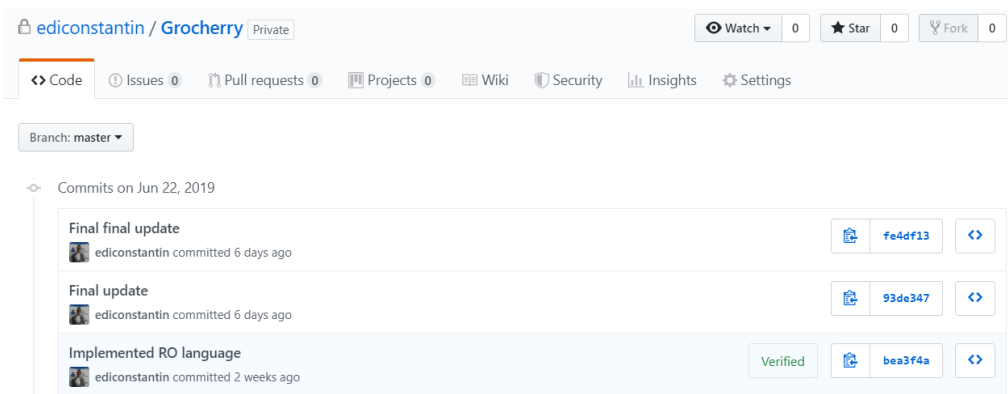 ediconstantin / Grocherry Private Watch 0 Star 0 Fork 0
Code Issues 0 Pull requests 0 Projects 0 Wiki Security Insights Settings
Branch: master
Commits on Jun 22, 2019
Final final update
ediconstantin committed 6 days ago
fe4df13
Final update
ediconstantin committed 6 days ago
93de347
Implemented RO language
ediconstantin committed 2 weeks ago
Verified bea3f4a